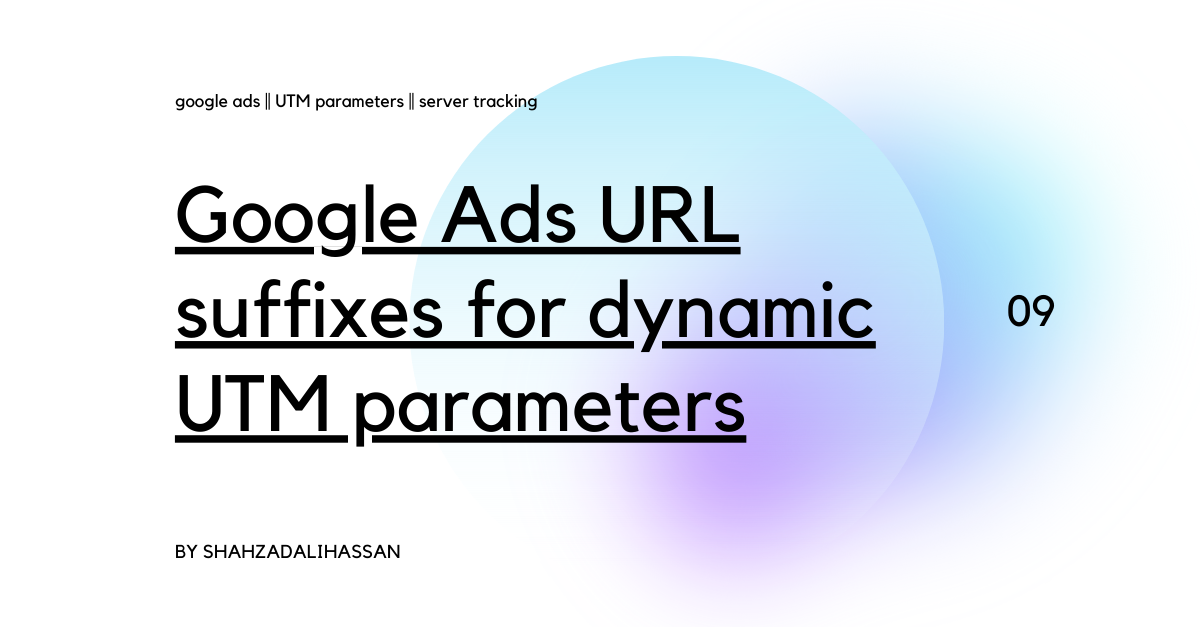 google ads || UTM parameters || server tracking
Google Ads URL
suffixes for dynamic
UTM parameters
09
BY SHAHZADALIHASSAN